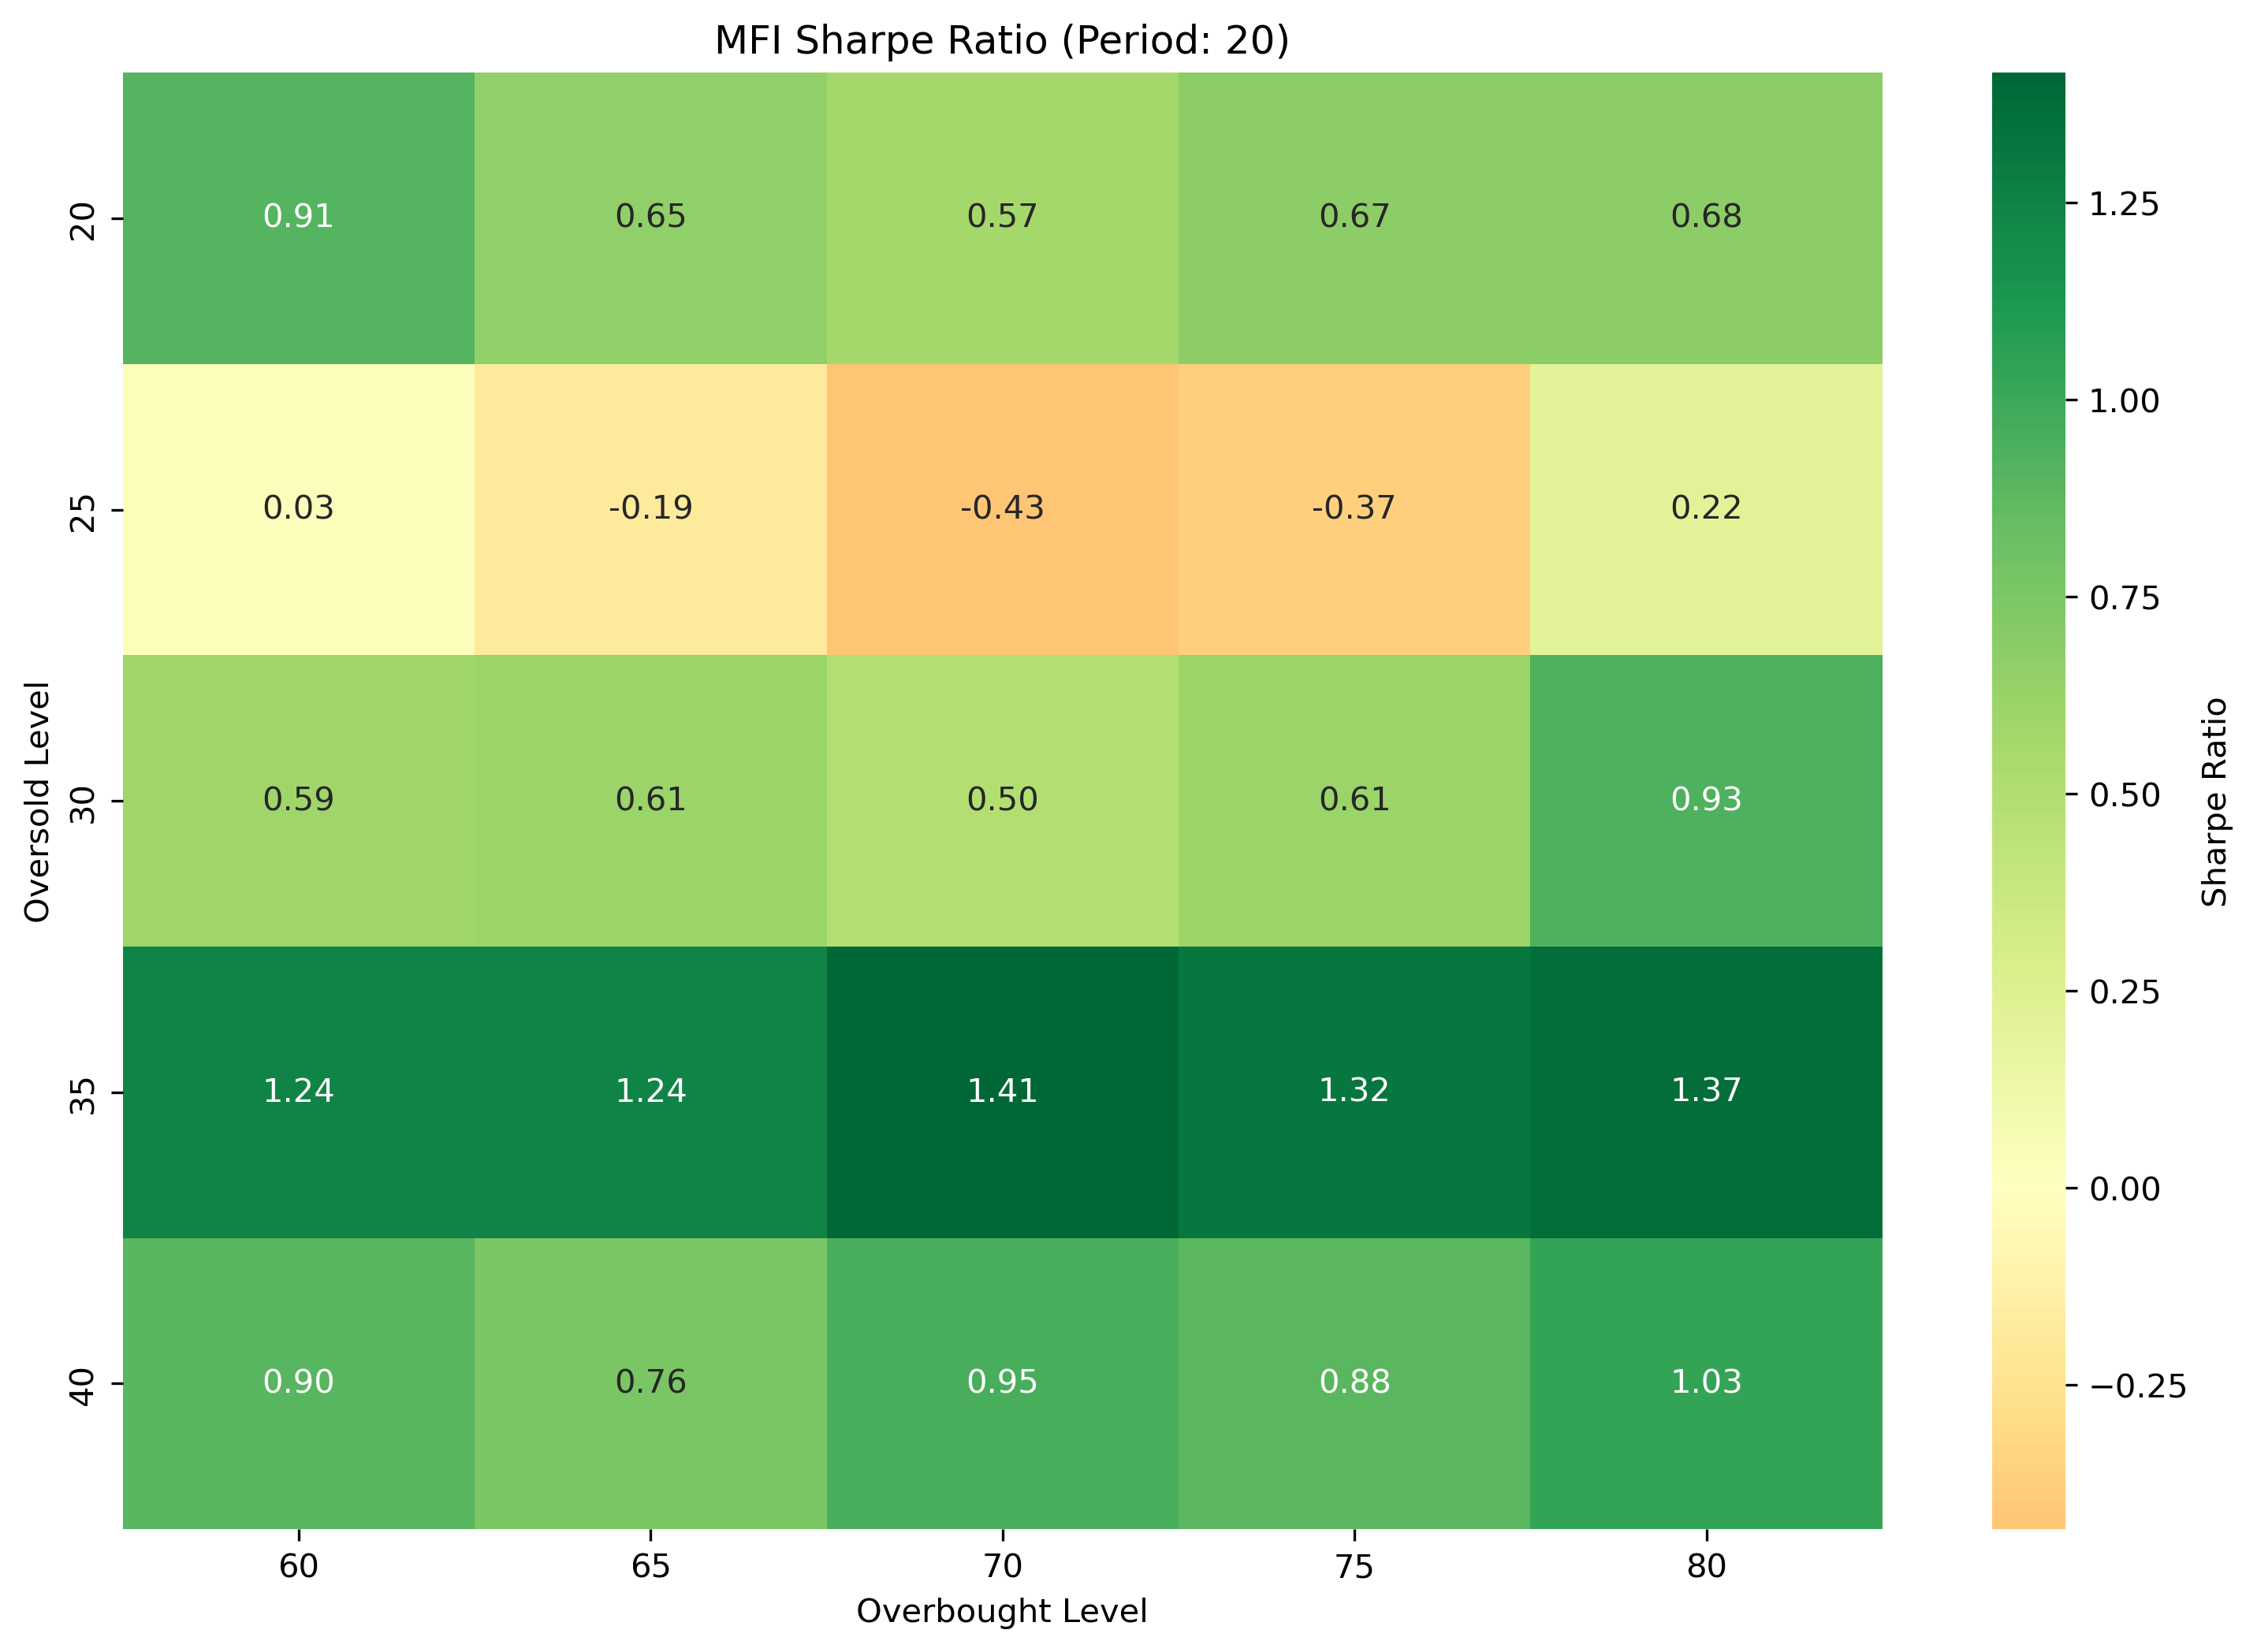 MFI Sharpe Ratio (Period: 20)
Oversold Level
20 0.91 0.65 0.57 0.67 0.68
25 0.03 -0.19 -0.43 -0.37 0.22
30 0.59 0.61 0.50 0.61 0.93
35 1.24 1.24 1.41 1.32 1.37
40 0.90 0.76 0.95 0.88 1.03
60 65 70 75 80
Overbought Level
1.25
1.00
0.75
0.50
0.25
0.00
−0.25
Sharpe Ratio